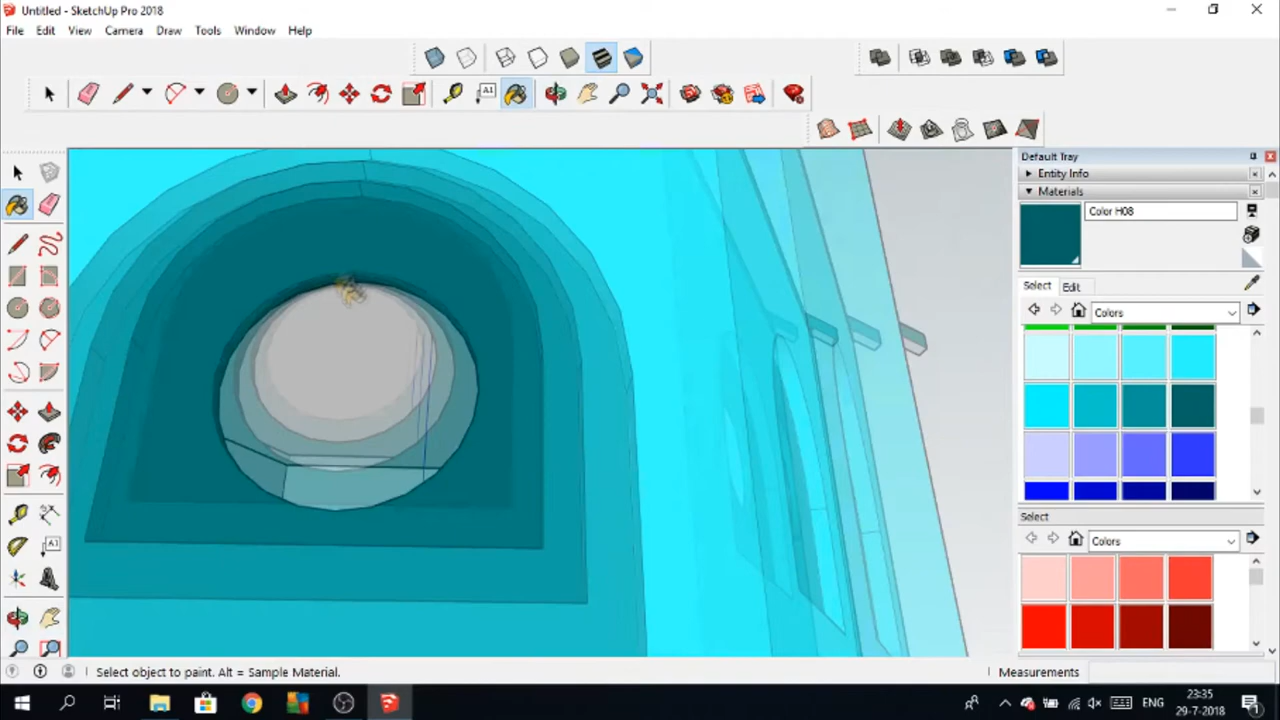 Untitled - SketchUp Pro 2018
File Edit View Camera Draw Tools Window Help
A1
Default Tray
Entity Info
Materials
Color H08
Select Edit
Colors
A1
Select
Colors
Select object to paint. Alt = Sample Material.
Measurements
ENG
23:35
29-7-2018